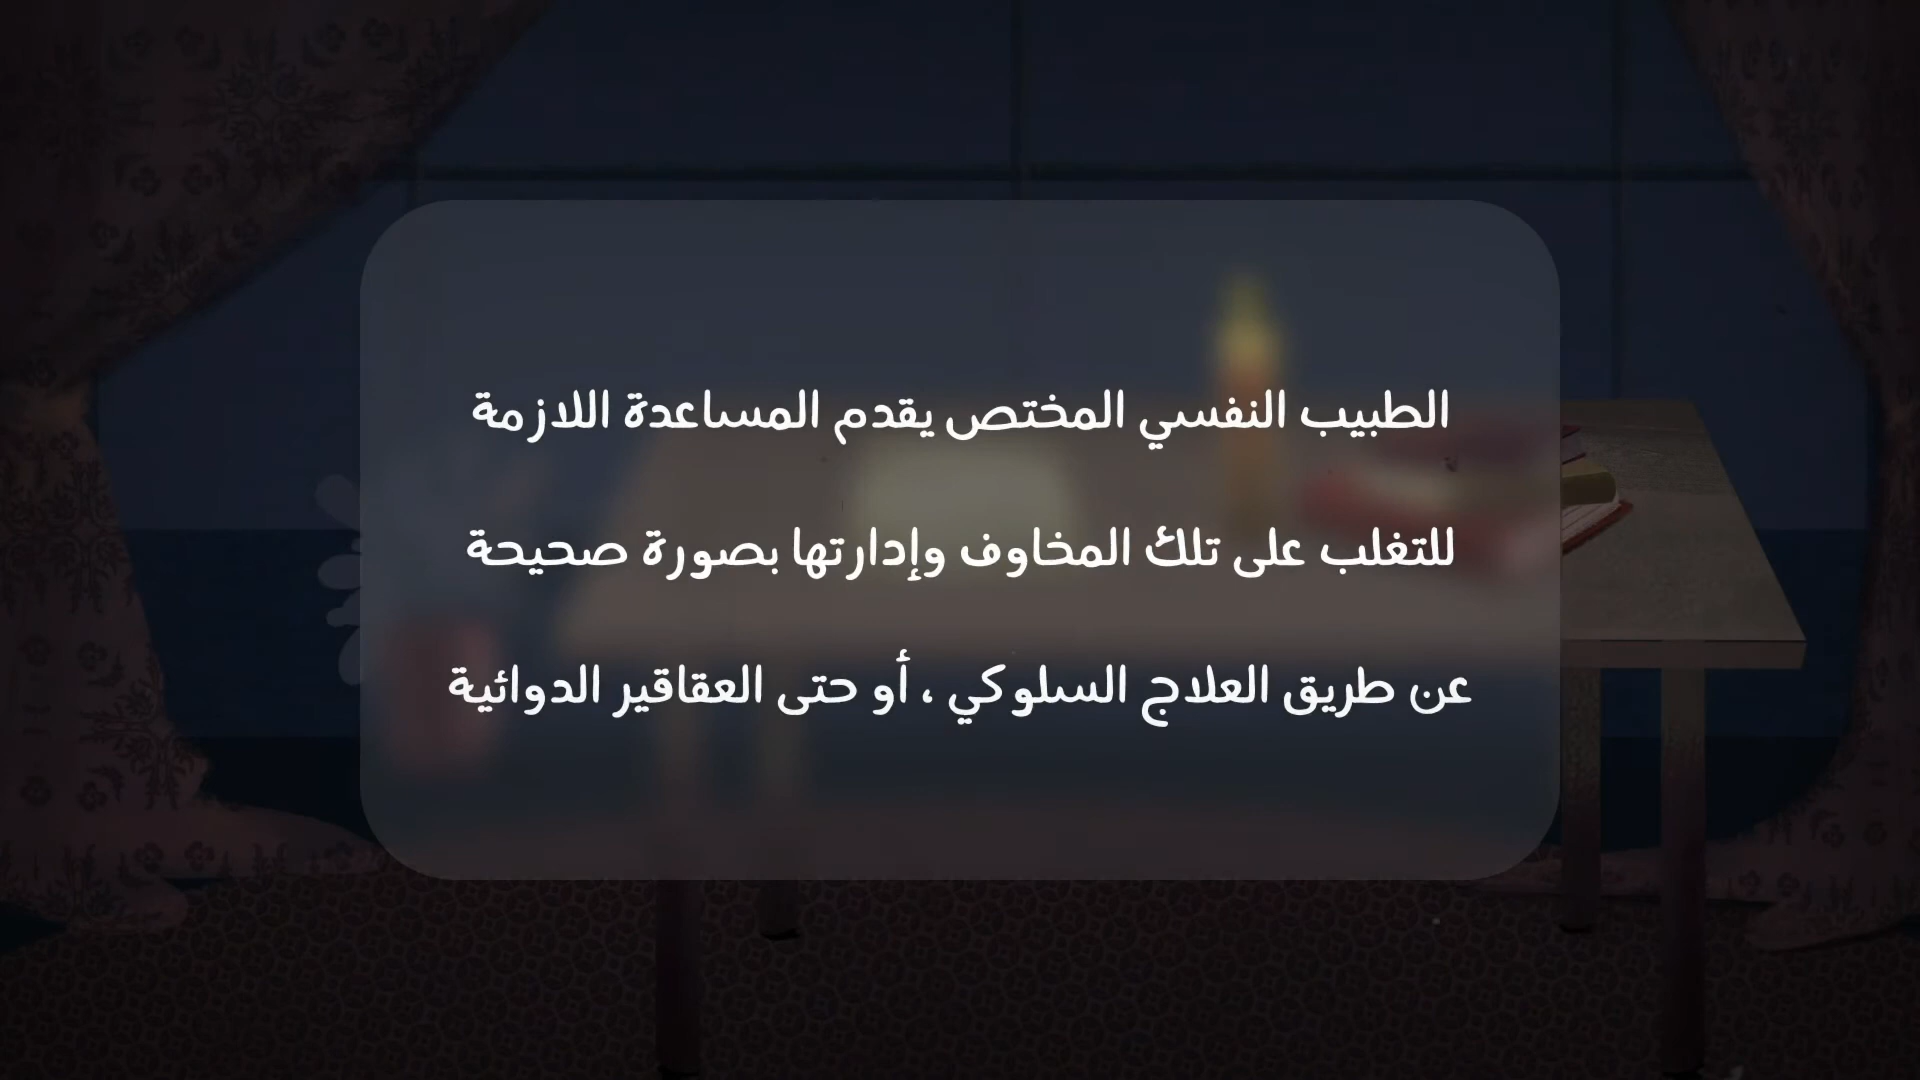 الطبيب النفسي المختص يقدم المساعدة اللازمة
للتغلب على تلك المخاوف وإدارتها بصورة صحيحة
عن طريق العلاج السلوكي ، أو حتى العقاقير الدوائية